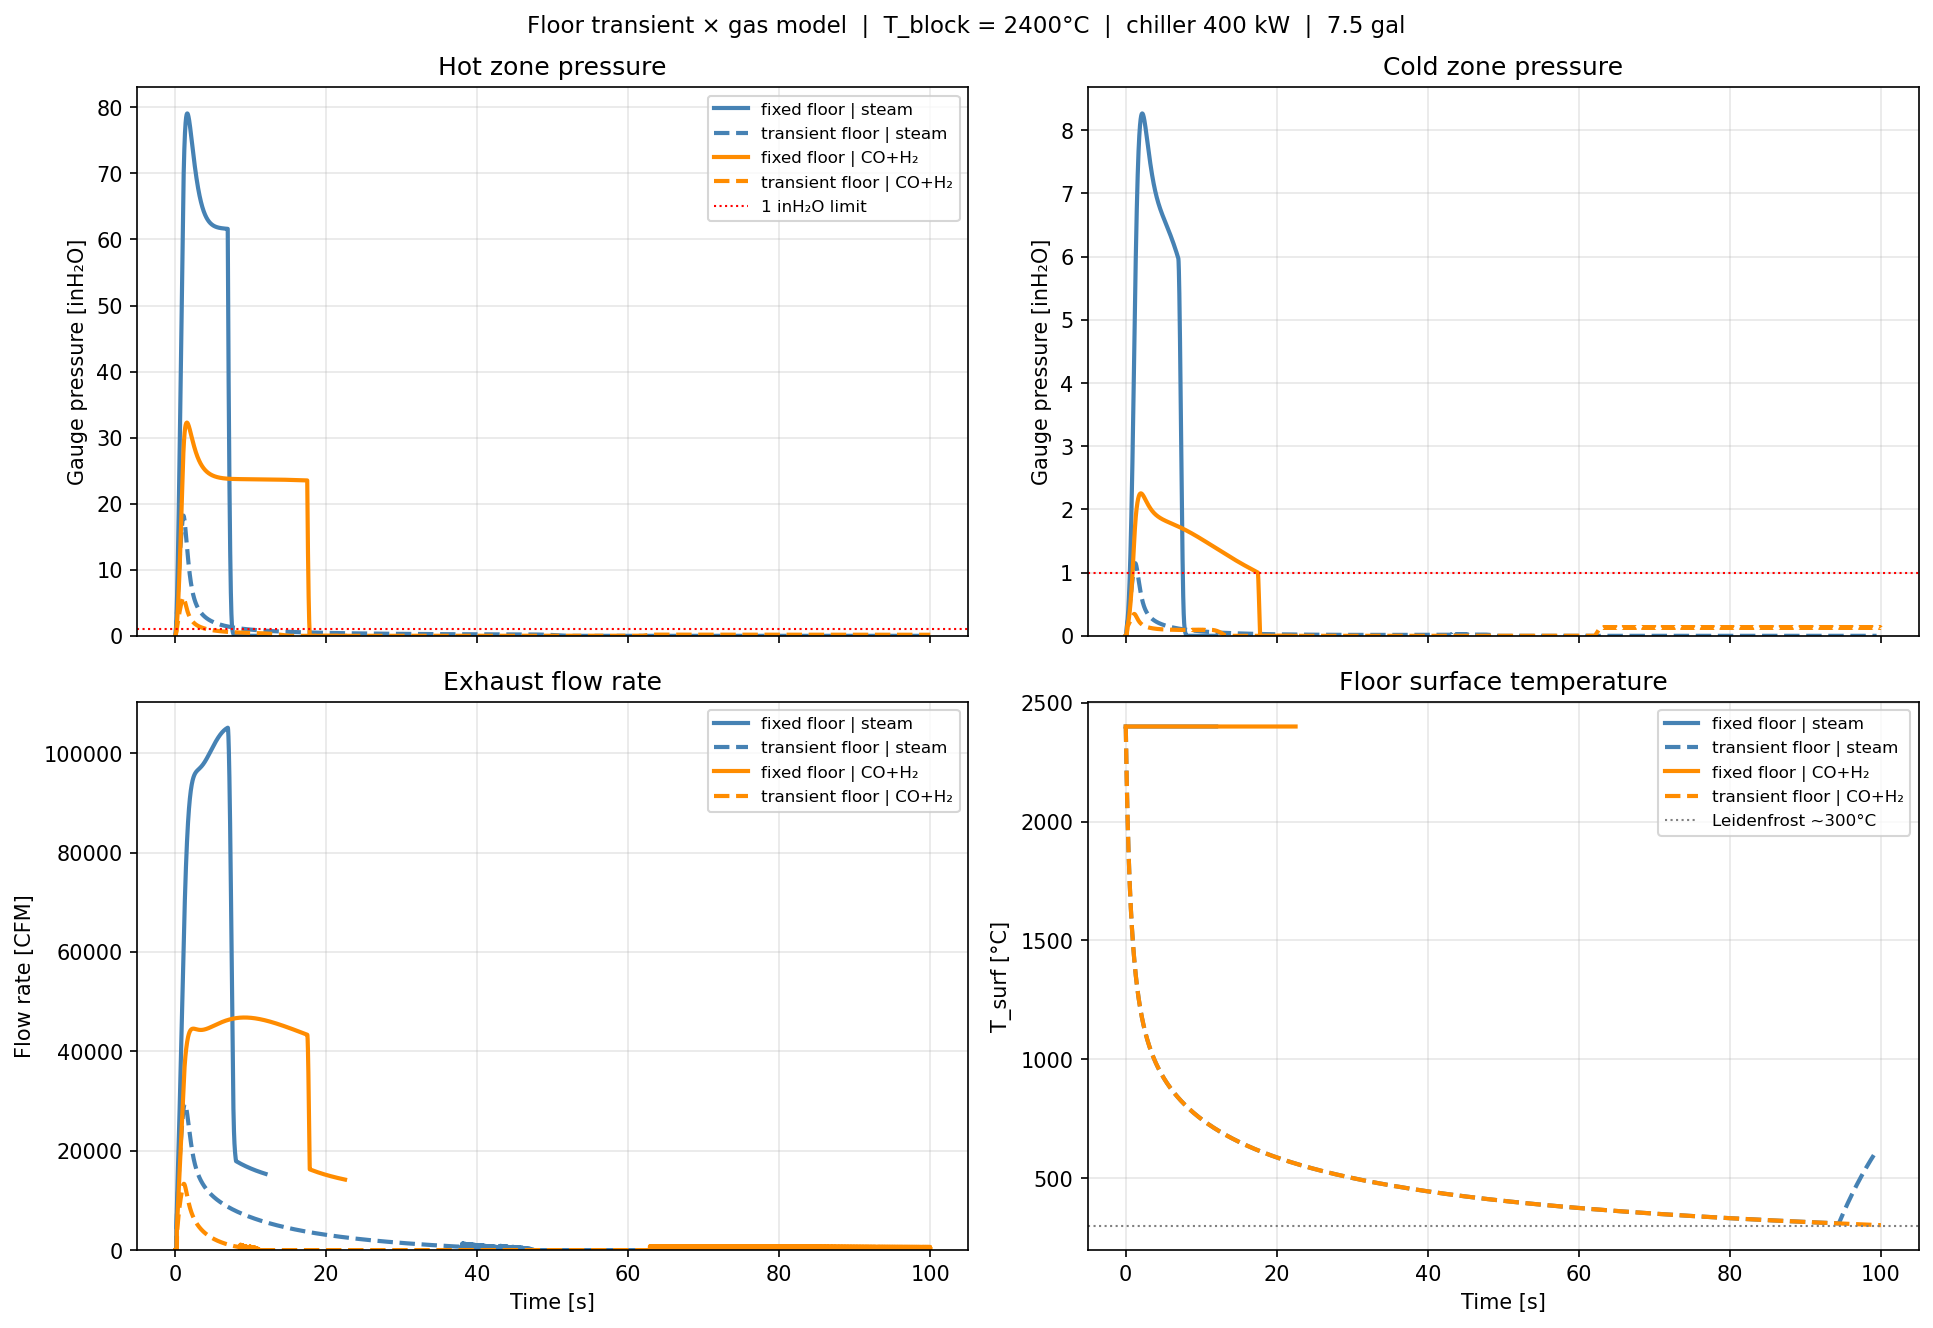 Floor transient × gas model | T_block = 2400°C | chiller 400 kW | 7.5 gal
Hot zone pressure
Gauge pressure [inH₂O]
80
70
60
50
40
30
20
10
0
fixed floor | steam
transient floor | steam
fixed floor | CO+H₂
transient floor | CO+H₂
1 inH₂O limit
Cold zone pressure
Gauge pressure [inH₂O]
8
7
6
5
4
3
2
1
0
Exhaust flow rate
Flow rate [CFM]
100000
80000
60000
40000
20000
0
fixed floor | steam
transient floor | steam
fixed floor | CO+H₂
transient floor | CO+H₂
0 20 40 60 80 100
Time [s]
Floor surface temperature
T_surf [°C]
2500
2000
1500
1000
500
fixed floor | steam
transient floor | steam
fixed floor | CO+H₂
transient floor | CO+H₂
Leidenfrost ~300°C
0 20 40 60 80 100
Time [s]